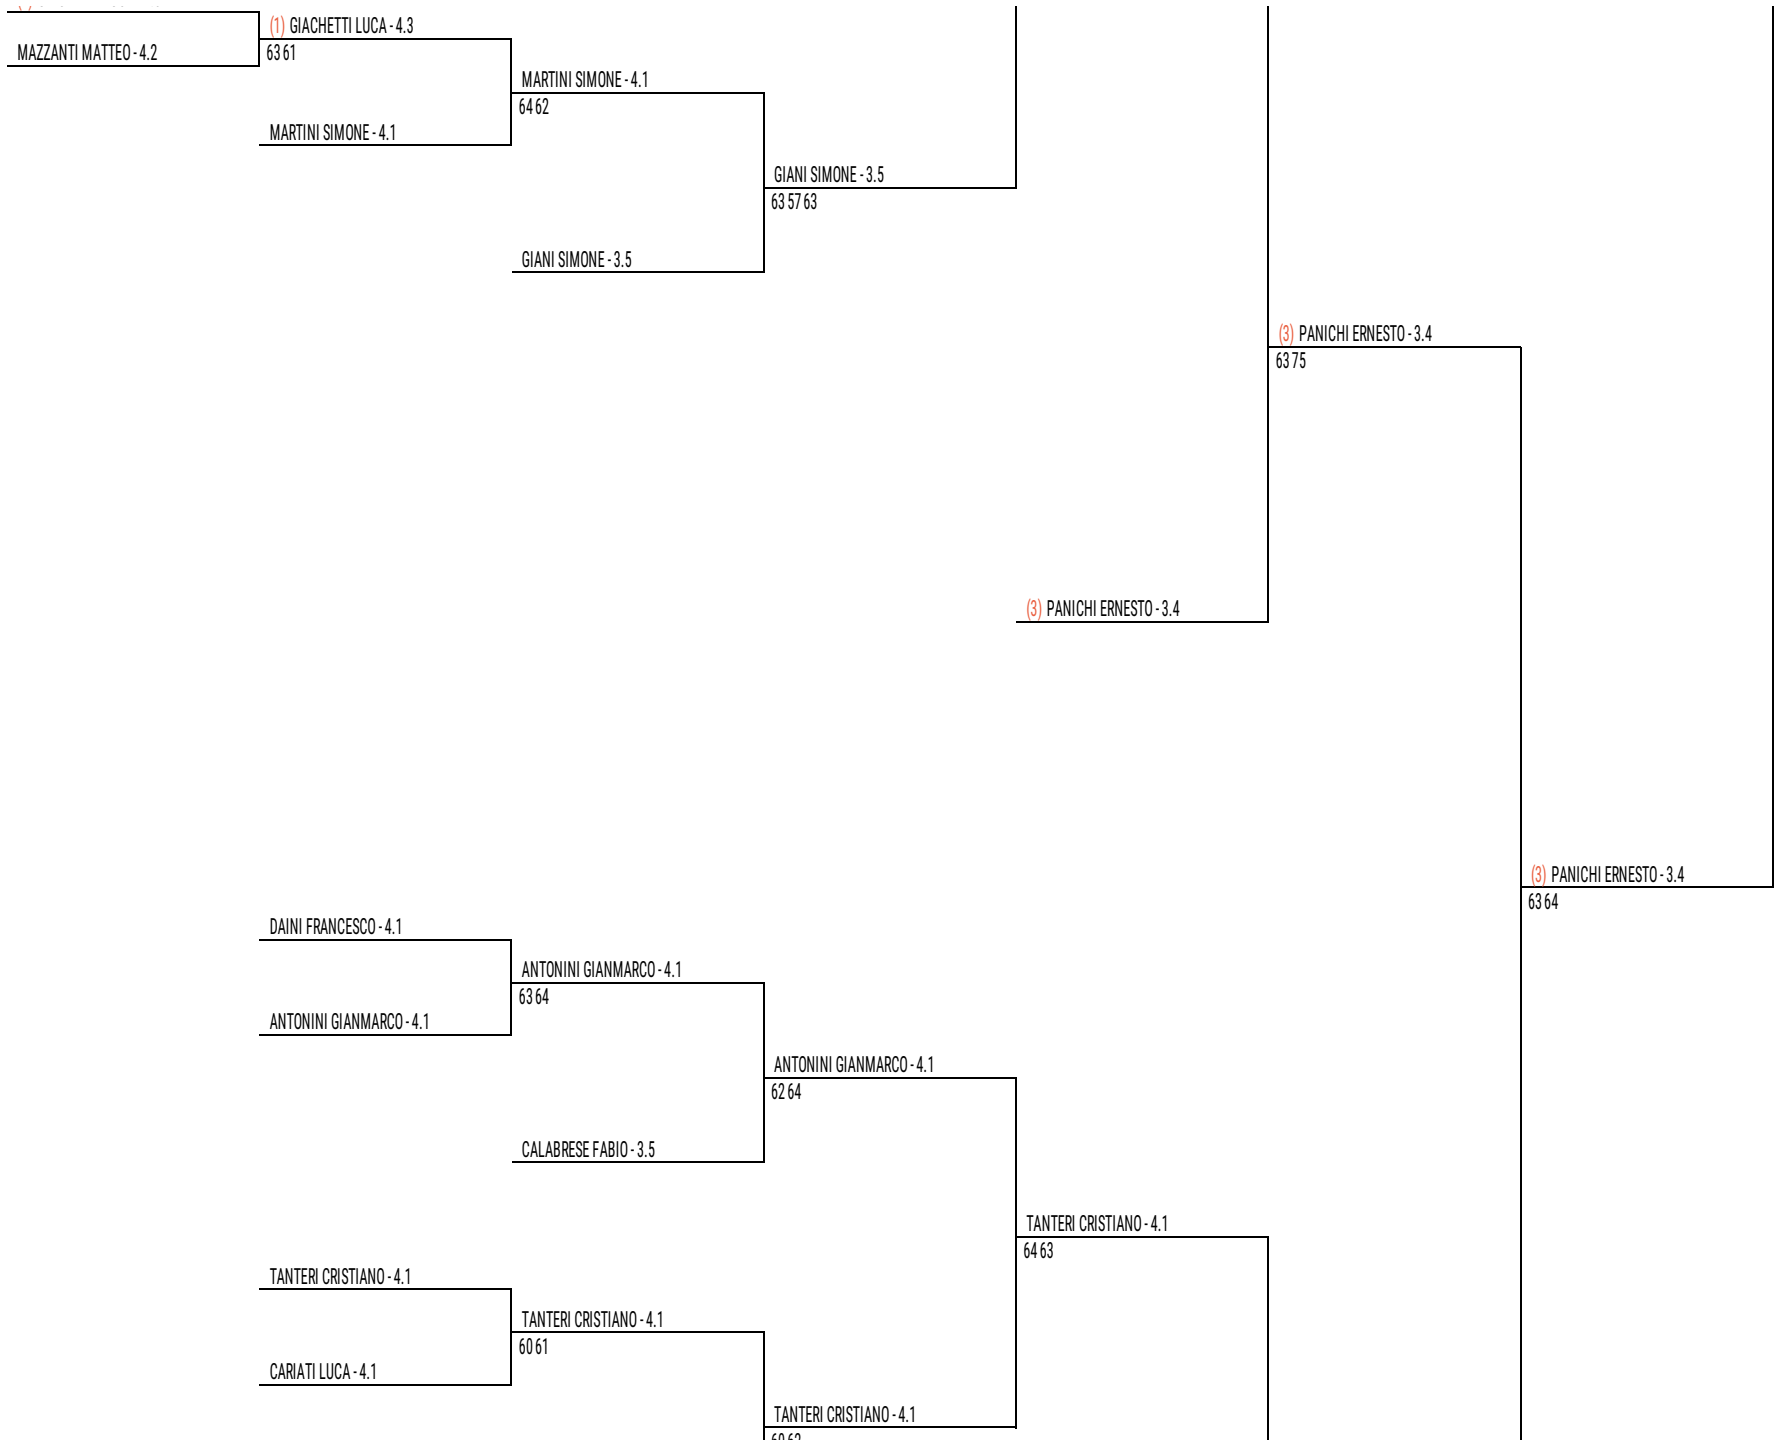 (1) GIACHETTI LUCA - 4.3
MAZZANTI MATTEO - 4.2
63 61
MARTINI SIMONE - 4.1
64 62
MARTINI SIMONE - 4.1
GIANI SIMONE - 3.5
63 57 63
GIANI SIMONE - 3.5
(3) PANICHI ERNESTO - 3.4
63 75
(3) PANICHI ERNESTO - 3.4
(3) PANICHI ERNESTO - 3.4
63 64
DAINI FRANCESCO - 4.1
ANTONINI GIANMARCO - 4.1
63 64
ANTONINI GIANMARCO - 4.1
ANTONINI GIANMARCO - 4.1
62 64
CALABRESE FABIO - 3.5
TANTERI CRISTIANO - 4.1
64 63
TANTERI CRISTIANO - 4.1
TANTERI CRISTIANO - 4.1
60 61
CARIATI LUCA - 4.1
TANTERI CRISTIANO - 4.1